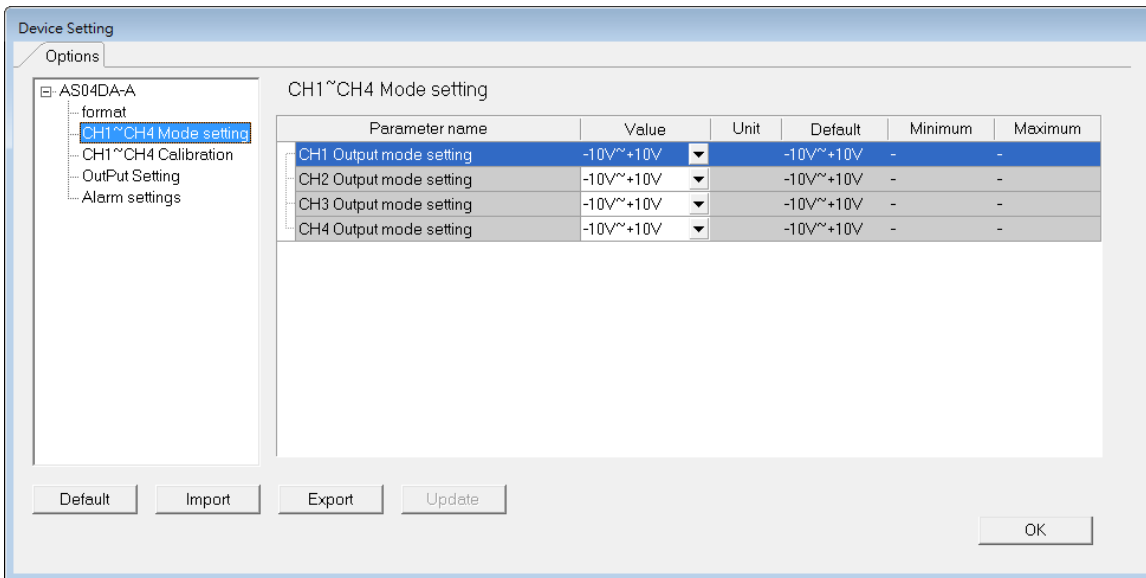 Device Setting
Options
AS04DA-A
format
CH1~CH4 Mode setting
CH1~CH4 Calibration
OutPut Setting
Alarm settings
CH1~CH4 Mode setting
Parameter name Value Unit Default Minimum Maximum
CH1 Output mode setting -10V~+10V -10V~+10V - -
CH2 Output mode setting -10V~+10V -10V~+10V - -
CH3 Output mode setting -10V~+10V -10V~+10V - -
CH4 Output mode setting -10V~+10V -10V~+10V - -
Default Import Export Update
OK